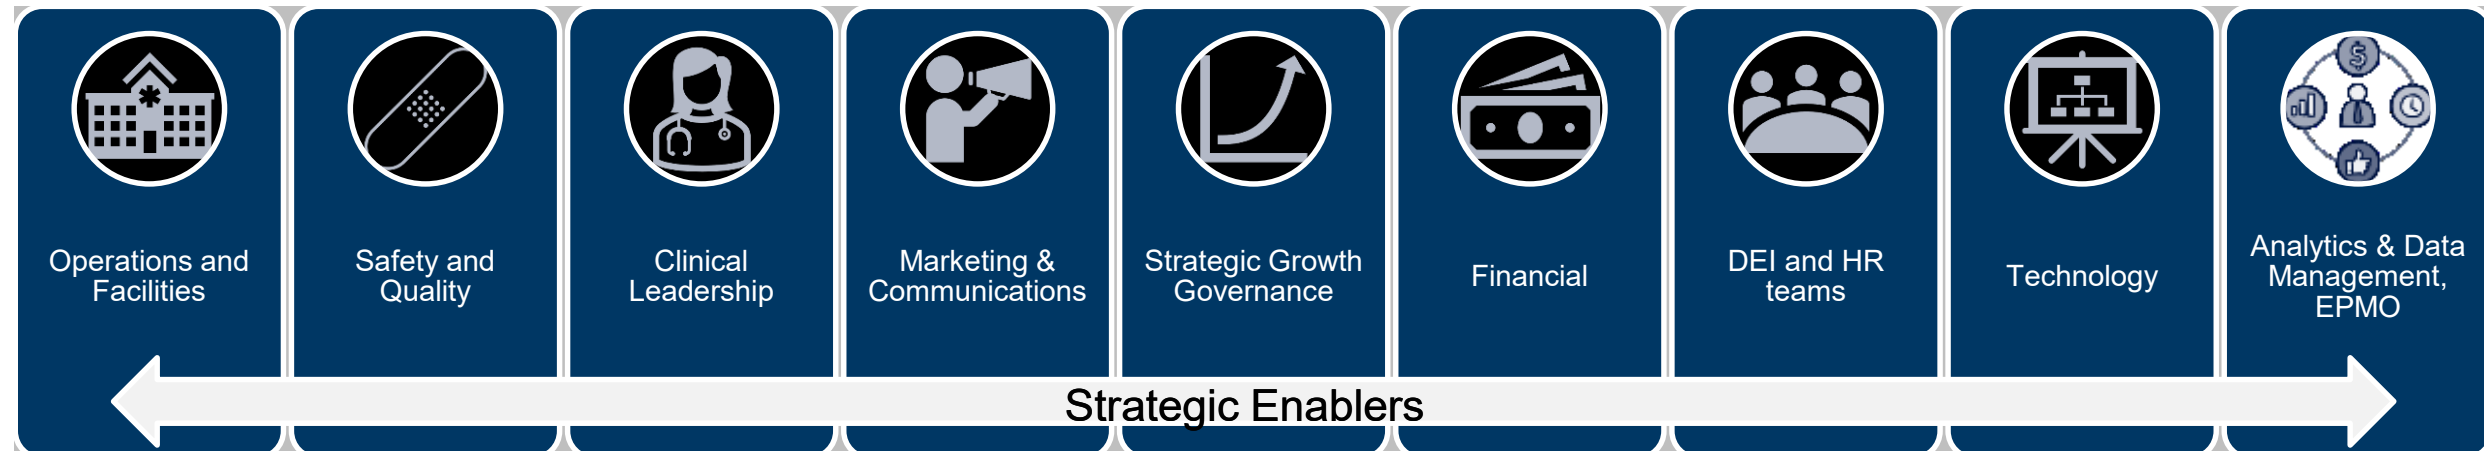 Operations and
Facilities
Safety and
Quality
Clinical
Leadership
Marketing &
Communications
Strategic Growth
Governance
Financial
DEI and HR
teams
Technology
Analytics & Data
Management,
EPMO
$
Strategic Enablers